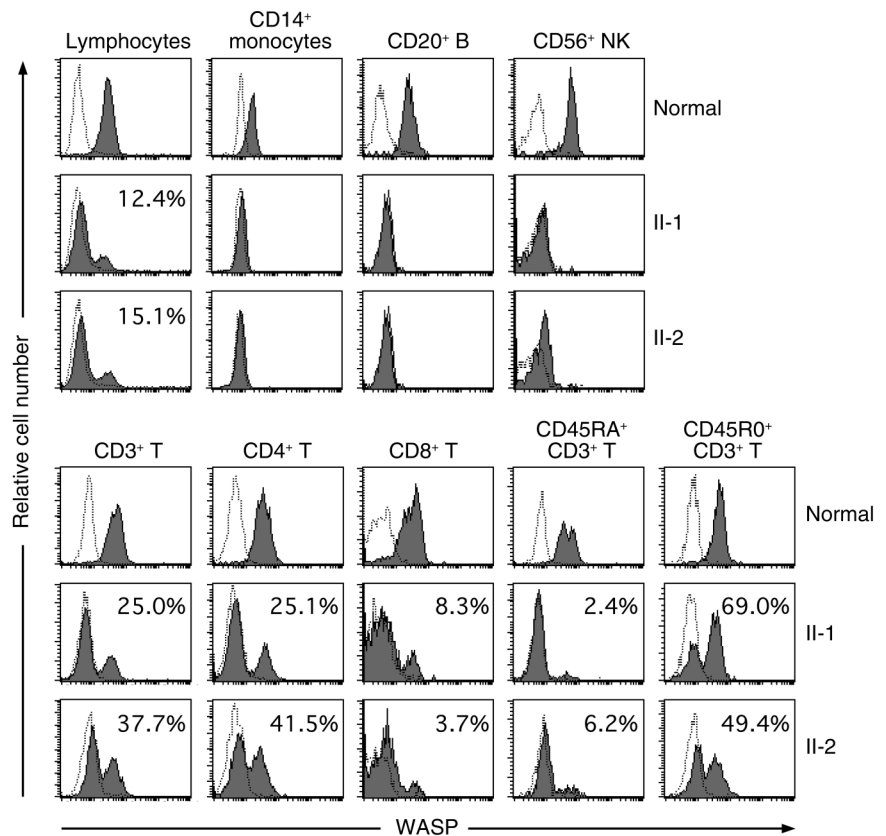 Lymphocytes
CD14⁺ monocytes
CD20⁺ B
CD56⁺ NK
Normal
12.4%
II-1
15.1%
II-2
Relative cell number
CD3⁺ T
CD4⁺ T
CD8⁺ T
CD45RA⁺ CD3⁺ T
CD45R0⁺ CD3⁺ T
Normal
25.0%
25.1%
8.3%
2.4%
69.0%
II-1
37.7%
41.5%
3.7%
6.2%
49.4%
II-2
WASP